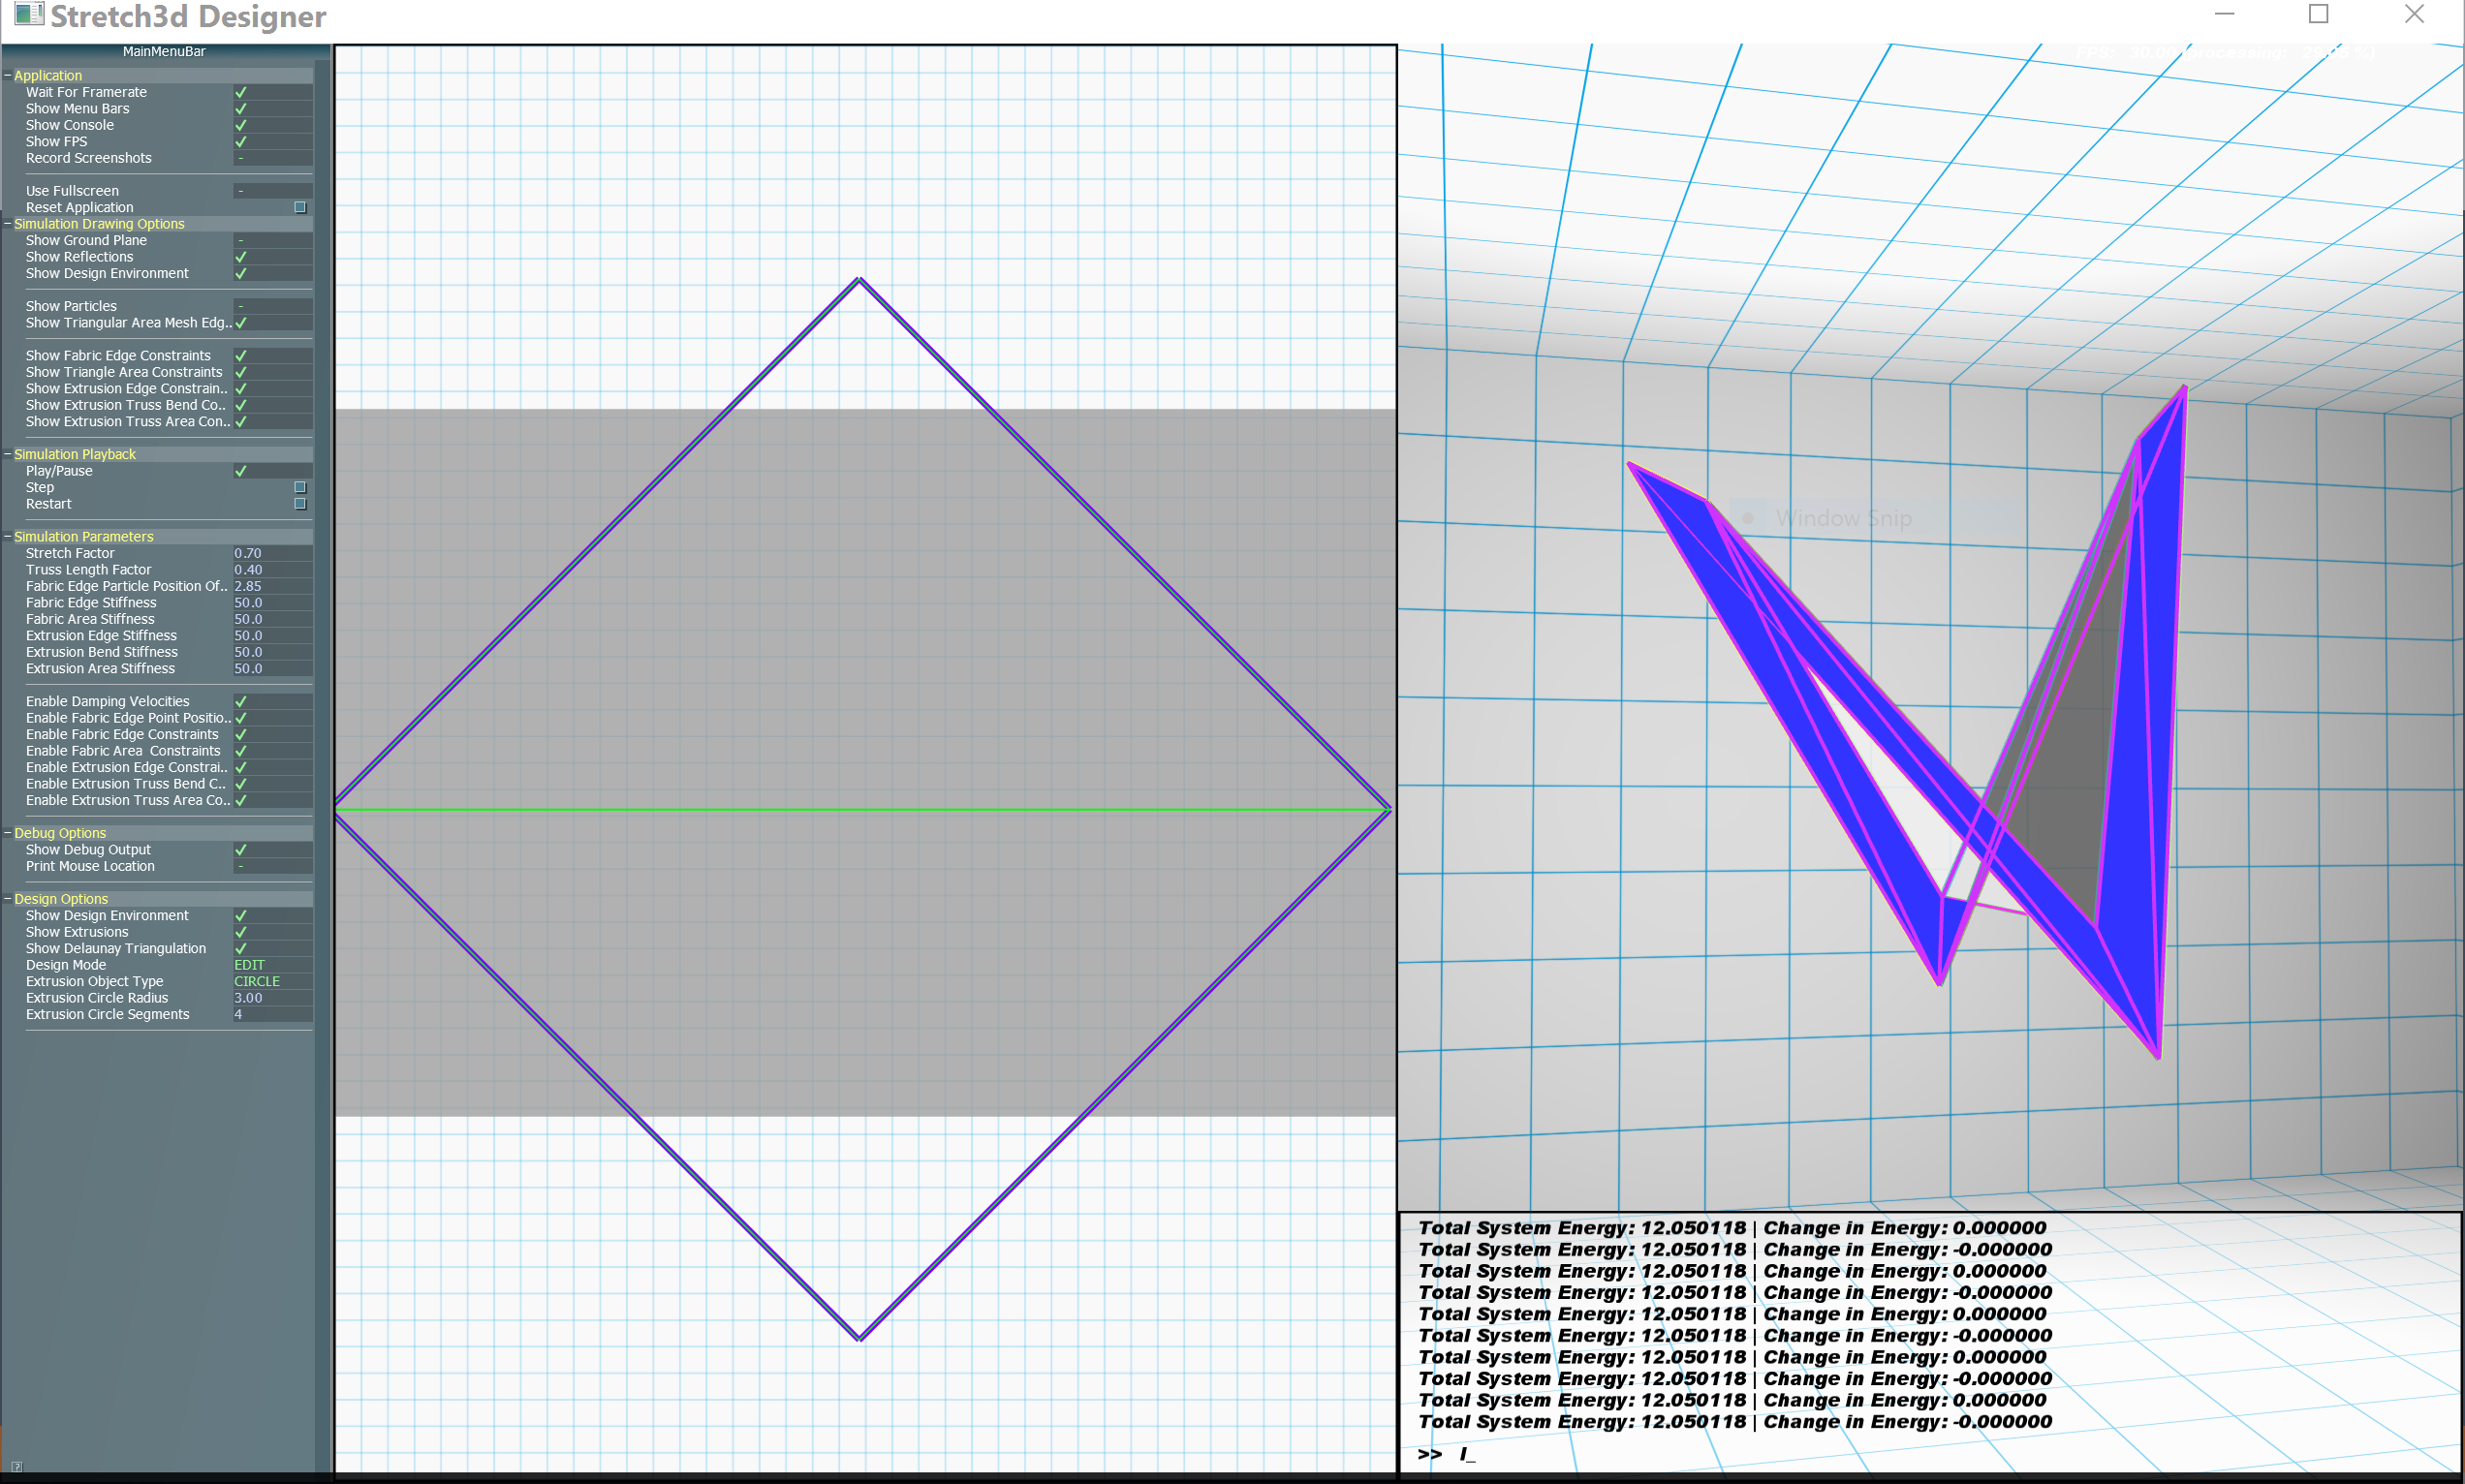 Stretch3d Designer
MainMenuBar
Application
Wait For Framerate
Show Menu Bars
Show Console
Show FPS
Record Screenshots -
Use Fullscreen -
Reset Application
Simulation Drawing Options
Show Ground Plane -
Show Reflections
Show Design Environment
Show Particles -
Show Triangular Area Mesh Edg..
Show Fabric Edge Constraints
Show Triangle Area Constraints
Show Extrusion Edge Constrain..
Show Extrusion Truss Bend Co..
Show Extrusion Truss Area Con..
Simulation Playback
Play/Pause
Step
Restart
Simulation Parameters
Stretch Factor 0.70
Truss Length Factor 0.40
Fabric Edge Particle Position Of.. 2.85
Fabric Edge Stiffness 50.0
Fabric Area Stiffness 50.0
Extrusion Edge Stiffness 50.0
Extrusion Bend Stiffness 50.0
Extrusion Area Stiffness 50.0
Enable Damping Velocities
Enable Fabric Edge Point Positio..
Enable Fabric Edge Constraints
Enable Fabric Area Constraints
Enable Extrusion Edge Constrai..
Enable Extrusion Truss Bend C..
Enable Extrusion Truss Area Co..
Debug Options
Show Debug Output
Print Mouse Location -
Design Options
Show Design Environment
Show Extrusions
Show Delaunay Triangulation
Design Mode EDIT
Extrusion Object Type CIRCLE
Extrusion Circle Radius 3.00
Extrusion Circle Segments 4
?
FPS: 30.00 (processing:
Window Snip
Total System Energy: 12.050118 | Change in Energy: 0.000000
Total System Energy: 12.050118 | Change in Energy: -0.000000
Total System Energy: 12.050118 | Change in Energy: 0.000000
Total System Energy: 12.050118 | Change in Energy: -0.000000
Total System Energy: 12.050118 | Change in Energy: 0.000000
Total System Energy: 12.050118 | Change in Energy: -0.000000
Total System Energy: 12.050118 | Change in Energy: 0.000000
Total System Energy: 12.050118 | Change in Energy: -0.000000
Total System Energy: 12.050118 | Change in Energy: 0.000000
Total System Energy: 12.050118 | Change in Energy: -0.000000
>> I_